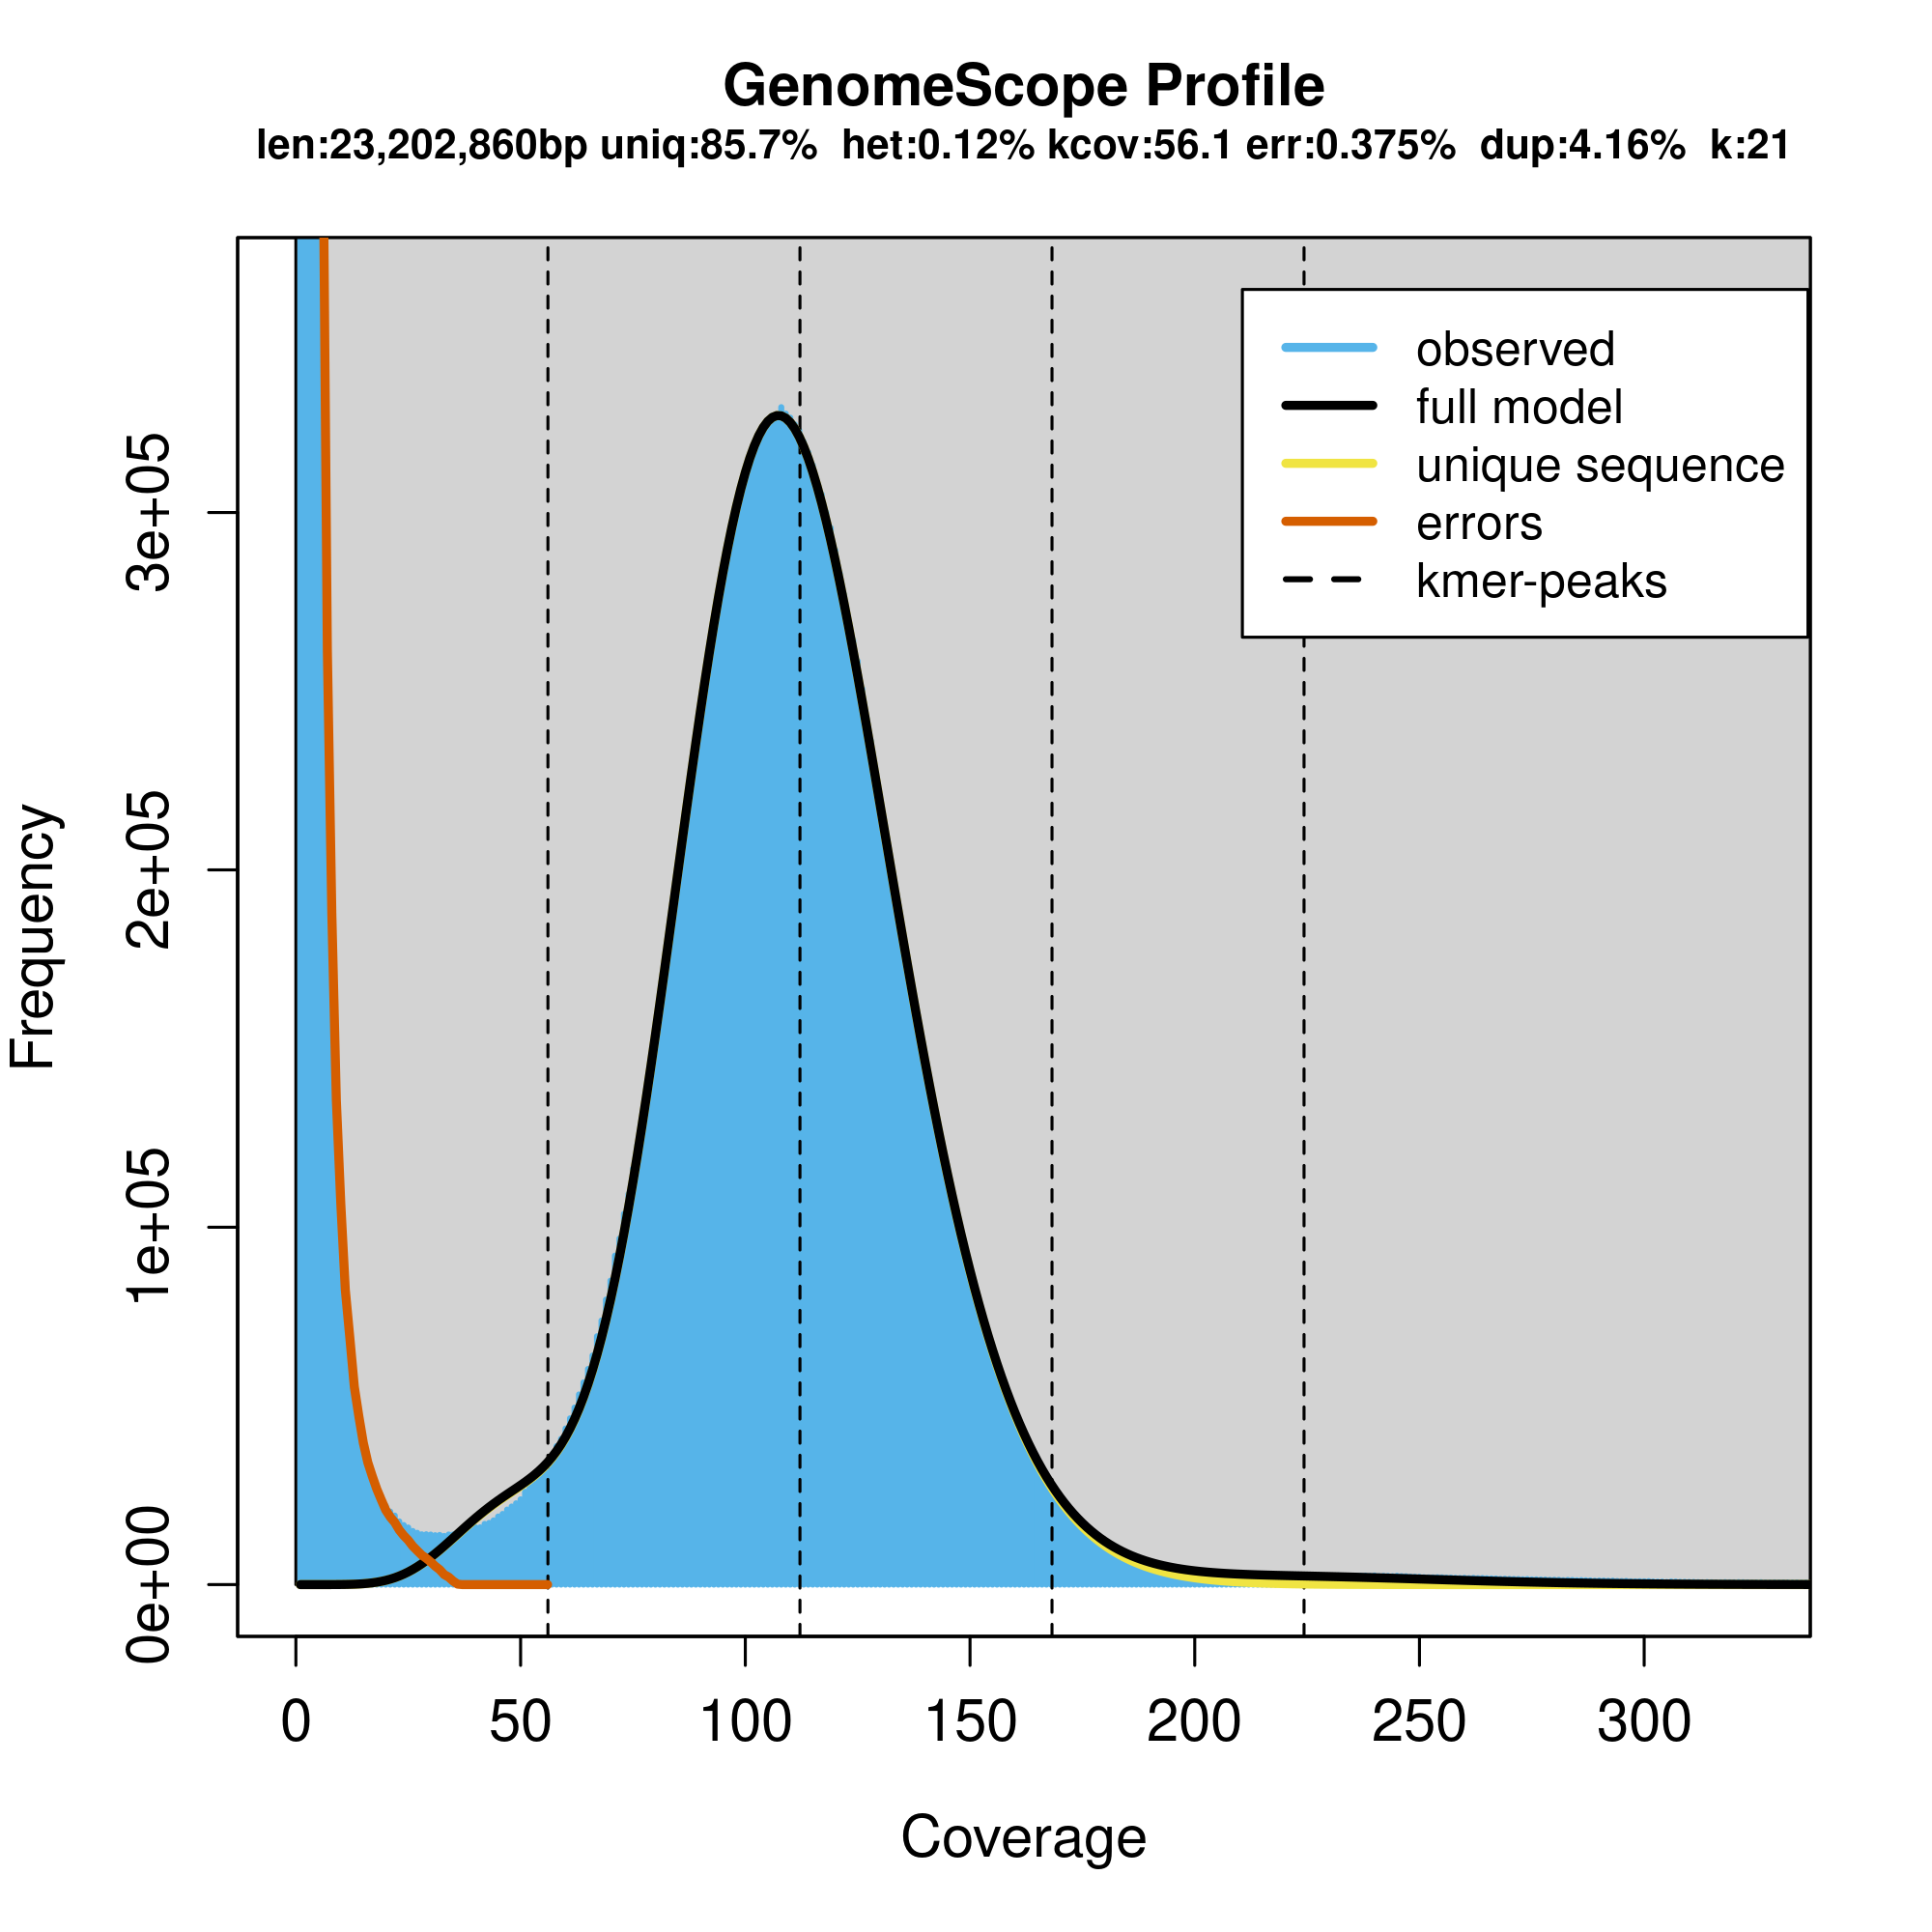 GenomeScope Profile
len:23,202,860bp uniq:85.7% het:0.12% kcov:56.1 err:0.375% dup:4.16% k:21
observed
full model
unique sequence
errors
kmer-peaks
Frequency
3e+05
2e+05
1e+05
0e+00
0 50 100 150 200 250 300
Coverage